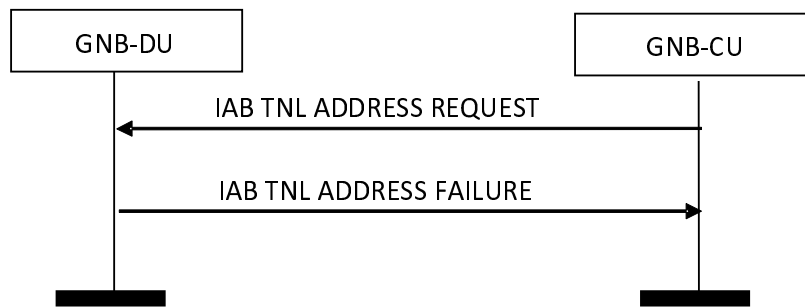 GNB-DU
GNB-CU
IAB TNL ADDRESS REQUEST
IAB TNL ADDRESS FAILURE